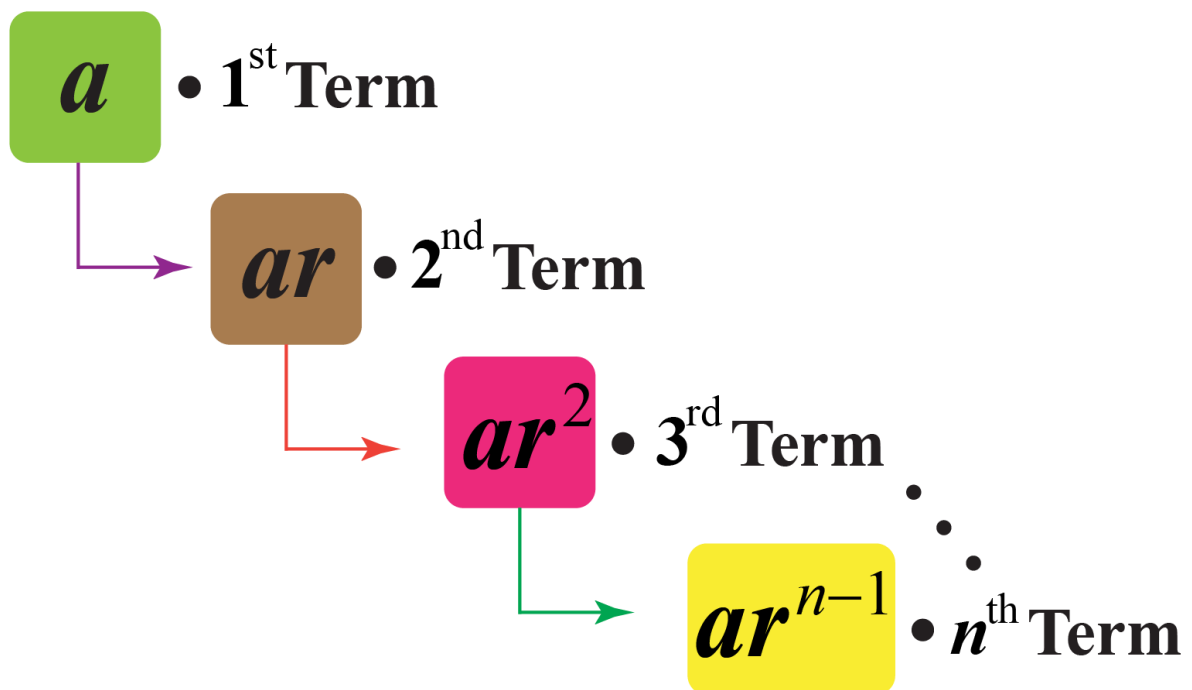 a • 1st Term
ar • 2nd Term
ar² • 3rd Term
arⁿ⁻¹ • nth Term